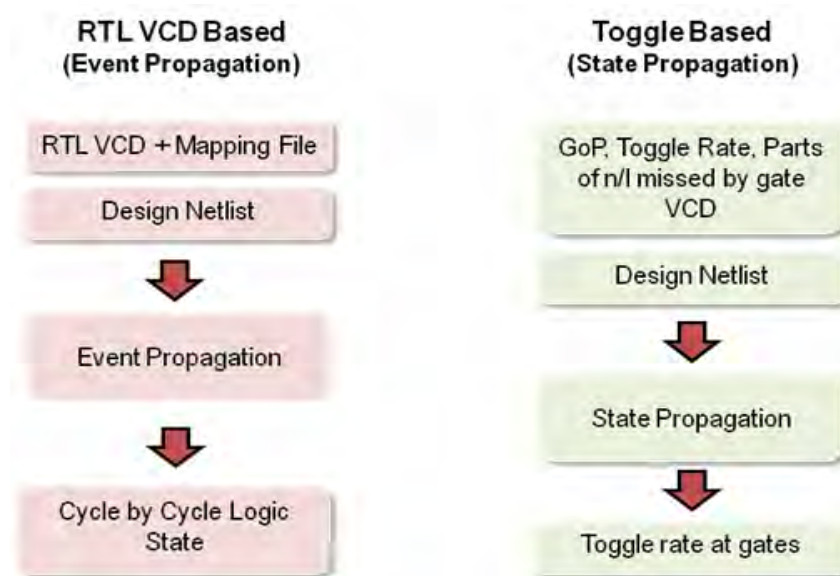 RTL VCD Based
(Event Propagation)
RTL VCD + Mapping File
Design Netlist
Event Propagation
Cycle by Cycle Logic
State
Toggle Based
(State Propagation)
GoP, Toggle Rate, Parts
of n/l missed by gate
VCD
Design Netlist
State Propagation
Toggle rate at gates